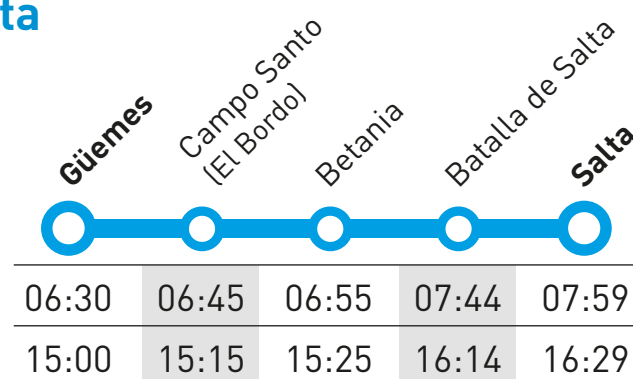 ta
Güemes
Campo Santo
(El Bordo)
Betania
Batalla de Salta
Salta
06:30 06:45 06:55 07:44 07:59
15:00 15:15 15:25 16:14 16:29